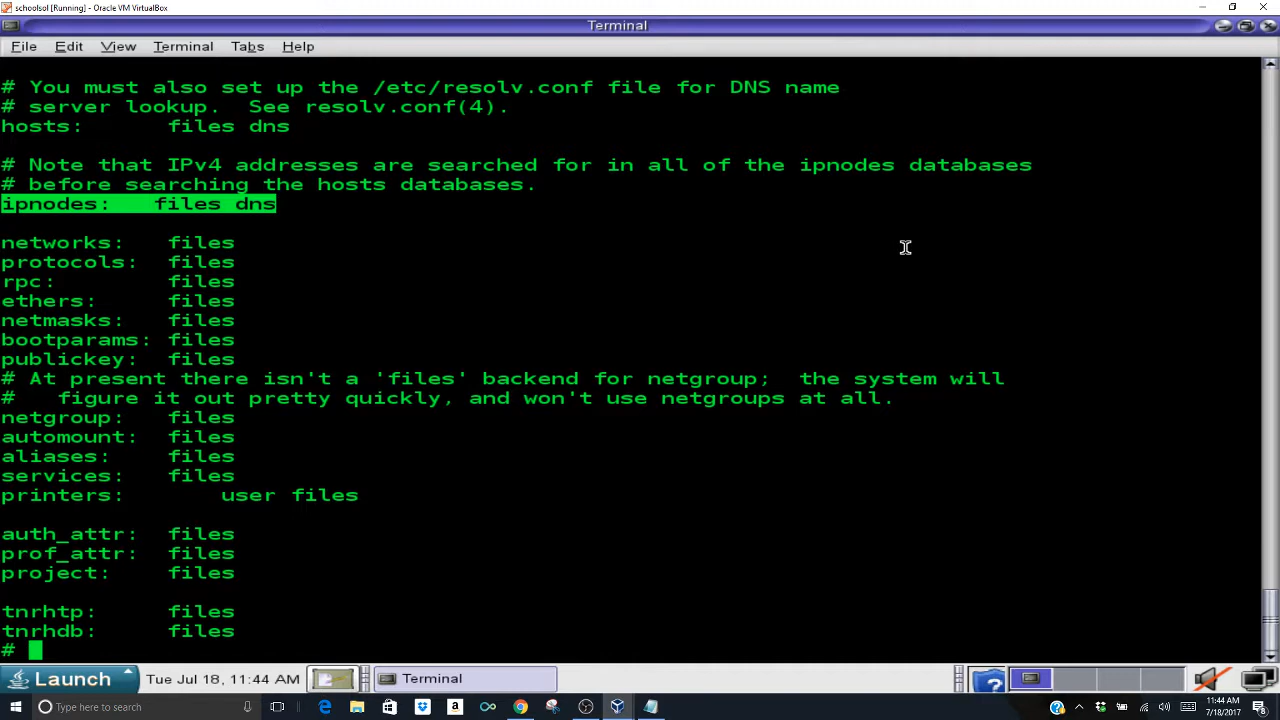 schoolsol [Running] - Oracle VM VirtualBox
Terminal
File Edit View Terminal Tabs Help
# You must also set up the /etc/resolv.conf file for DNS name
# server lookup.  See resolv.conf(4).
hosts:      files dns
# Note that IPv4 addresses are searched for in all of the ipnodes databases
# before searching the hosts databases.
ipnodes:   files dns
networks:   files
protocols:  files
rpc:        files
ethers:     files
netmasks:   files
bootparams: files
publickey:  files
# At present there isn't a 'files' backend for netgroup;  the system will
#   figure it out pretty quickly, and won't use netgroups at all.
netgroup:   files
automount:  files
aliases:    files
services:   files
printers:       user files
auth_attr:  files
prof_attr:  files
project:    files
tnrhtp:     files
tnrhdb:     files
#
Launch Tue Jul 18, 11:44 AM Terminal
Type here to search
11:44 AM
7/18/2017